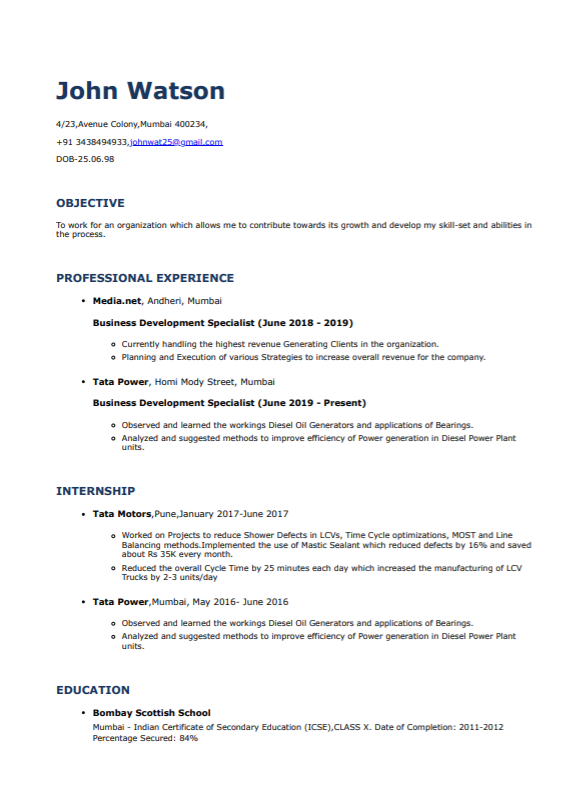 John Watson
4/23,Avenue Colony,Mumbai 400234,
+91 3438494933,johnwat25@gmail.com
DOB-25.06.98
OBJECTIVE
To work for an organization which allows me to contribute towards its growth and develop my skill-set and abilities in
the process.
PROFESSIONAL EXPERIENCE
• Media.net, Andheri, Mumbai
Business Development Specialist (June 2018 - 2019)
Currently handling the highest revenue Generating Clients in the organization.
Planning and Execution of various Strategies to increase overall revenue for the company.
• Tata Power, Homi Mody Street, Mumbai
Business Development Specialist (June 2019 - Present)
Observed and learned the workings Diesel Oil Generators and applications of Bearings.
Analyzed and suggested methods to improve efficiency of Power generation in Diesel Power Plant
units.
INTERNSHIP
• Tata Motors,Pune,January 2017-June 2017
Worked on Projects to reduce Shower Defects in LCVs, Time Cycle optimizations, MOST and Line
Balancing methods.Implemented the use of Mastic Sealant which reduced defects by 16% and saved
about Rs 35K every month.
Reduced the overall Cycle Time by 25 minutes each day which increased the manufacturing of LCV
Trucks by 2-3 units/day
• Tata Power,Mumbai, May 2016- June 2016
Observed and learned the workings Diesel Oil Generators and applications of Bearings.
Analyzed and suggested methods to improve efficiency of Power generation in Diesel Power Plant
units.
EDUCATION
• Bombay Scottish School
Mumbai - Indian Certificate of Secondary Education (ICSE),CLASS X. Date of Completion: 2011-2012
Percentage Secured: 84%